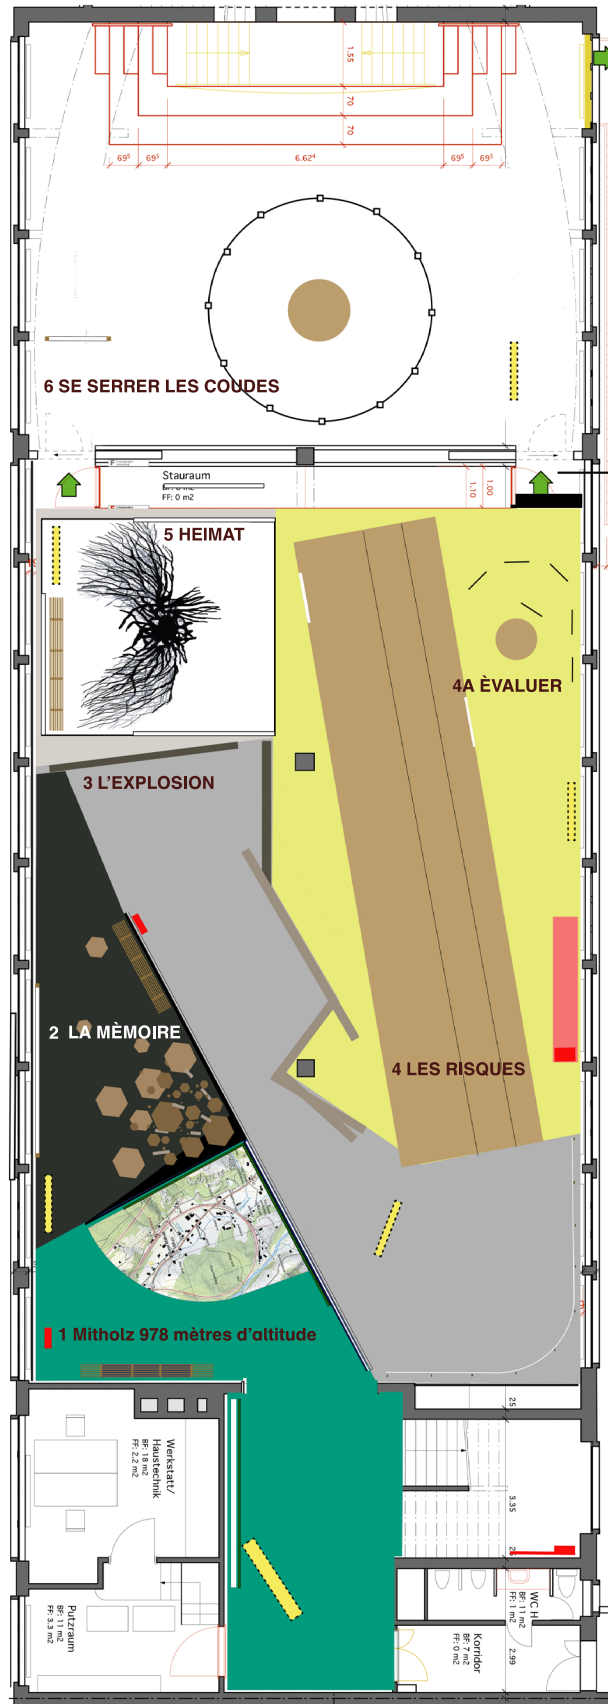 1.55
70
70
69⁵
69⁵
6.62⁴
69⁵
69⁵
6 SE SERRER LES COUDES
Stauraum
FF: 0 m2
1.10
1.00
5 HEIMAT
4A ÈVALUER
3 L'EXPLOSION
2 LA MÈMOIRE
4 LES RISQUES
1 Mitholz 978 mètres d'altitude
25
Werkstatt/
Haustechnik
BF: 18 m2
FF: 2.2 m2
3.35
25
WC H
BF: 11 m2
FF: 1 m2
Putzraum
BF: 11 m2
FF: 3.3 m2
Korridor
BF: 7 m2
FF: 0 m2
2.99